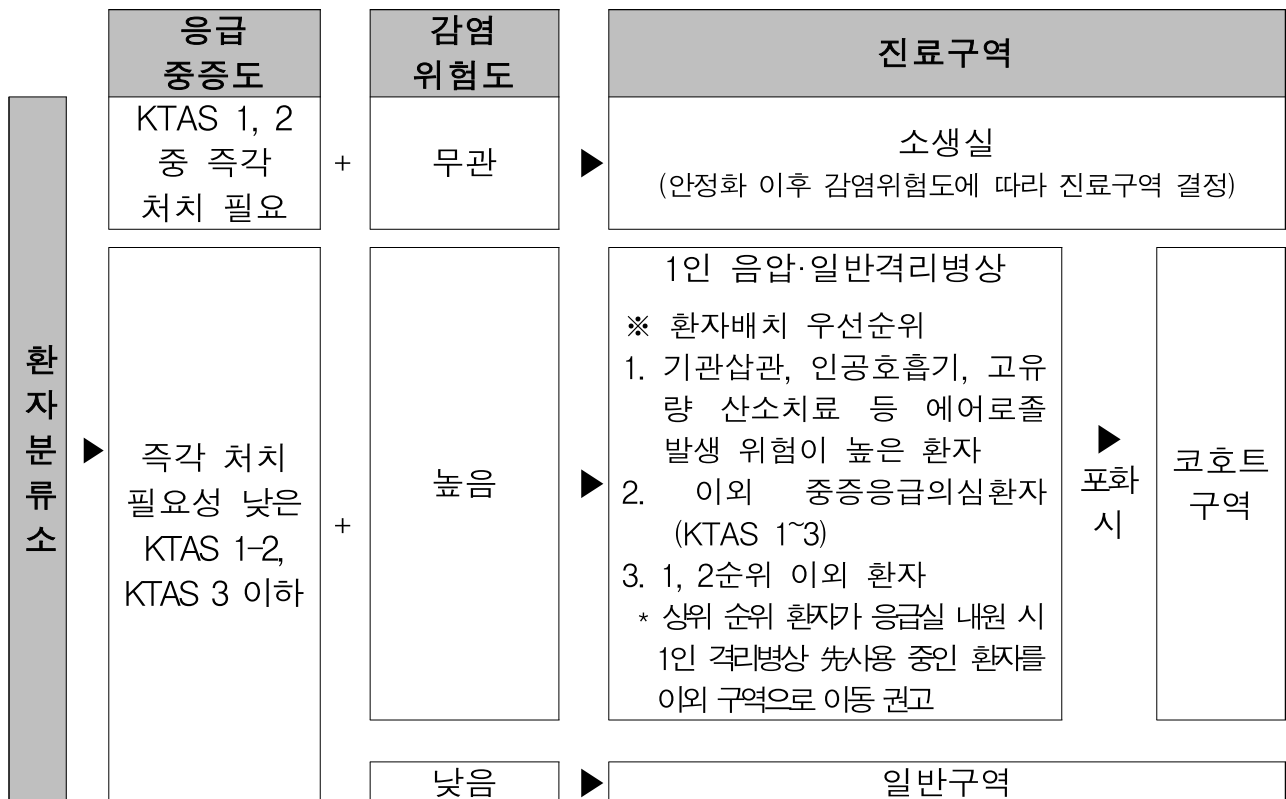 응급
중증도
감염
위험도
진료구역
환
자
분
류
소
▶
KTAS 1, 2
중 즉각
처치 필요
+
무관
▶
소생실
(안정화 이후 감염위험도에 따라 진료구역 결정)
즉각 처치
필요성 낮은
KTAS 1-2,
KTAS 3 이하
+
높음
▶
1인 음압·일반격리병상
※ 환자배치 우선순위
1. 기관삽관, 인공호흡기, 고유
량 산소치료 등 에어로졸
발생 위험이 높은 환자
2. 이외 중증응급의심환자
(KTAS 1~3)
3. 1, 2순위 이외 환자
* 상위 순위 환자가 응급실 내원 시
1인 격리병상 先사용 중인 환자를
이외 구역으로 이동 권고
▶
포화
시
코호트
구역
낮음
▶
일반구역